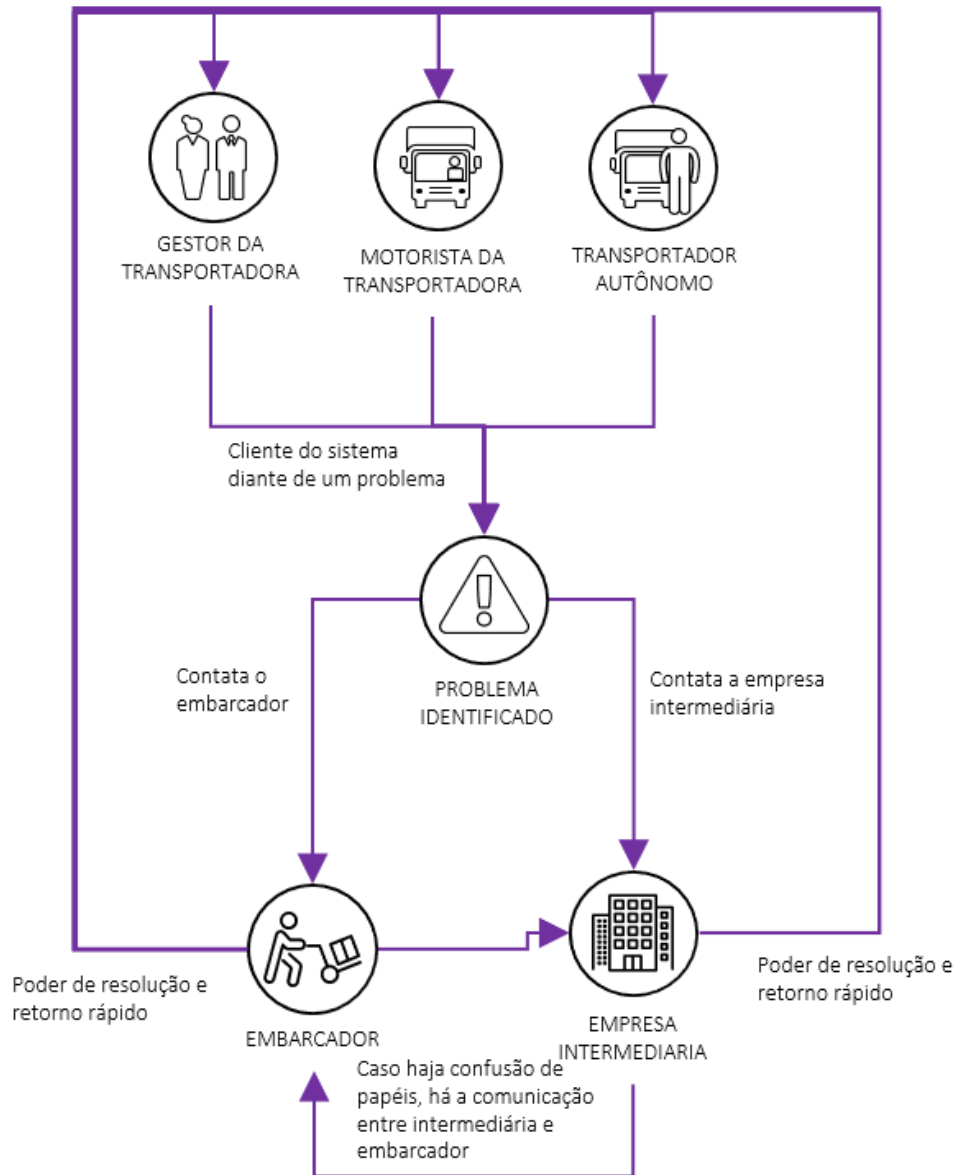 GESTOR DA
TRANSPORTADORA
MOTORISTA DA
TRANSPORTADORA
TRANSPORTADOR
AUTÔNOMO
Cliente do sistema
diante de um problema
Contata o
embarcador
PROBLEMA
IDENTIFICADO
Contata a empresa
intermediária
Poder de resolução e
retorno rápido
EMBARCADOR
EMPRESA
INTERMEDIARIA
Poder de resolução e
retorno rápido
Caso haja confusão de
papéis, há a comunicação
entre intermediária e
embarcador